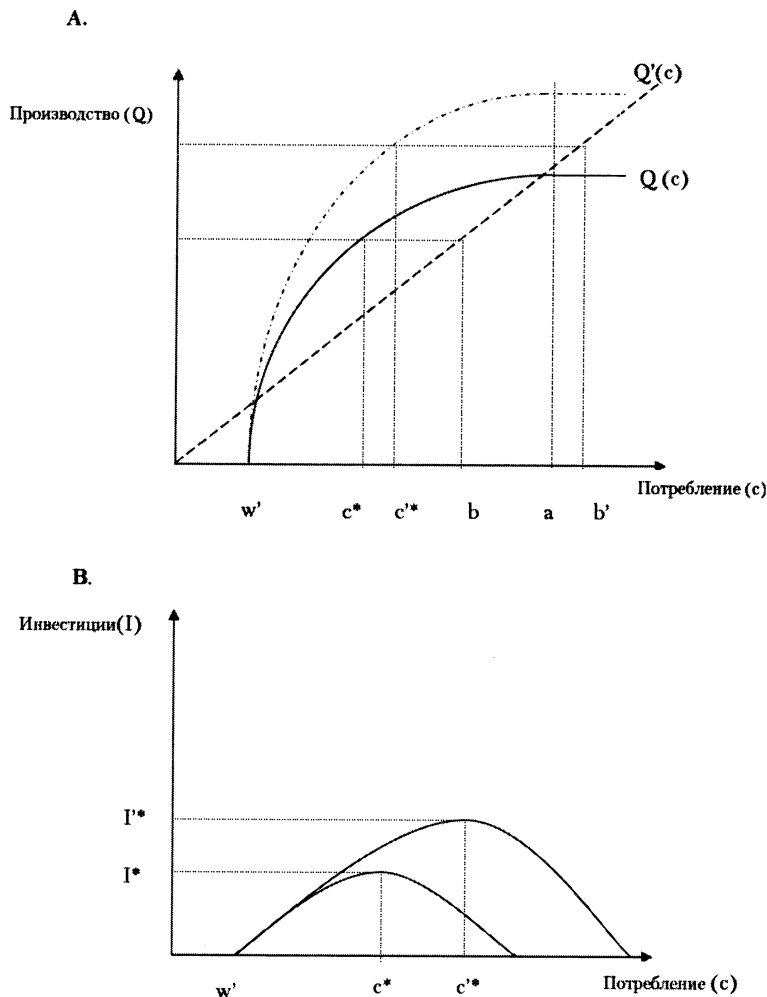 A.
Q'(c)
Производство (Q)
Q (c)
Потребление (c)
w' c* c'* b a b'
B.
Инвестиции(I)
I'*
I*
w' c* c'* Потребление (c)